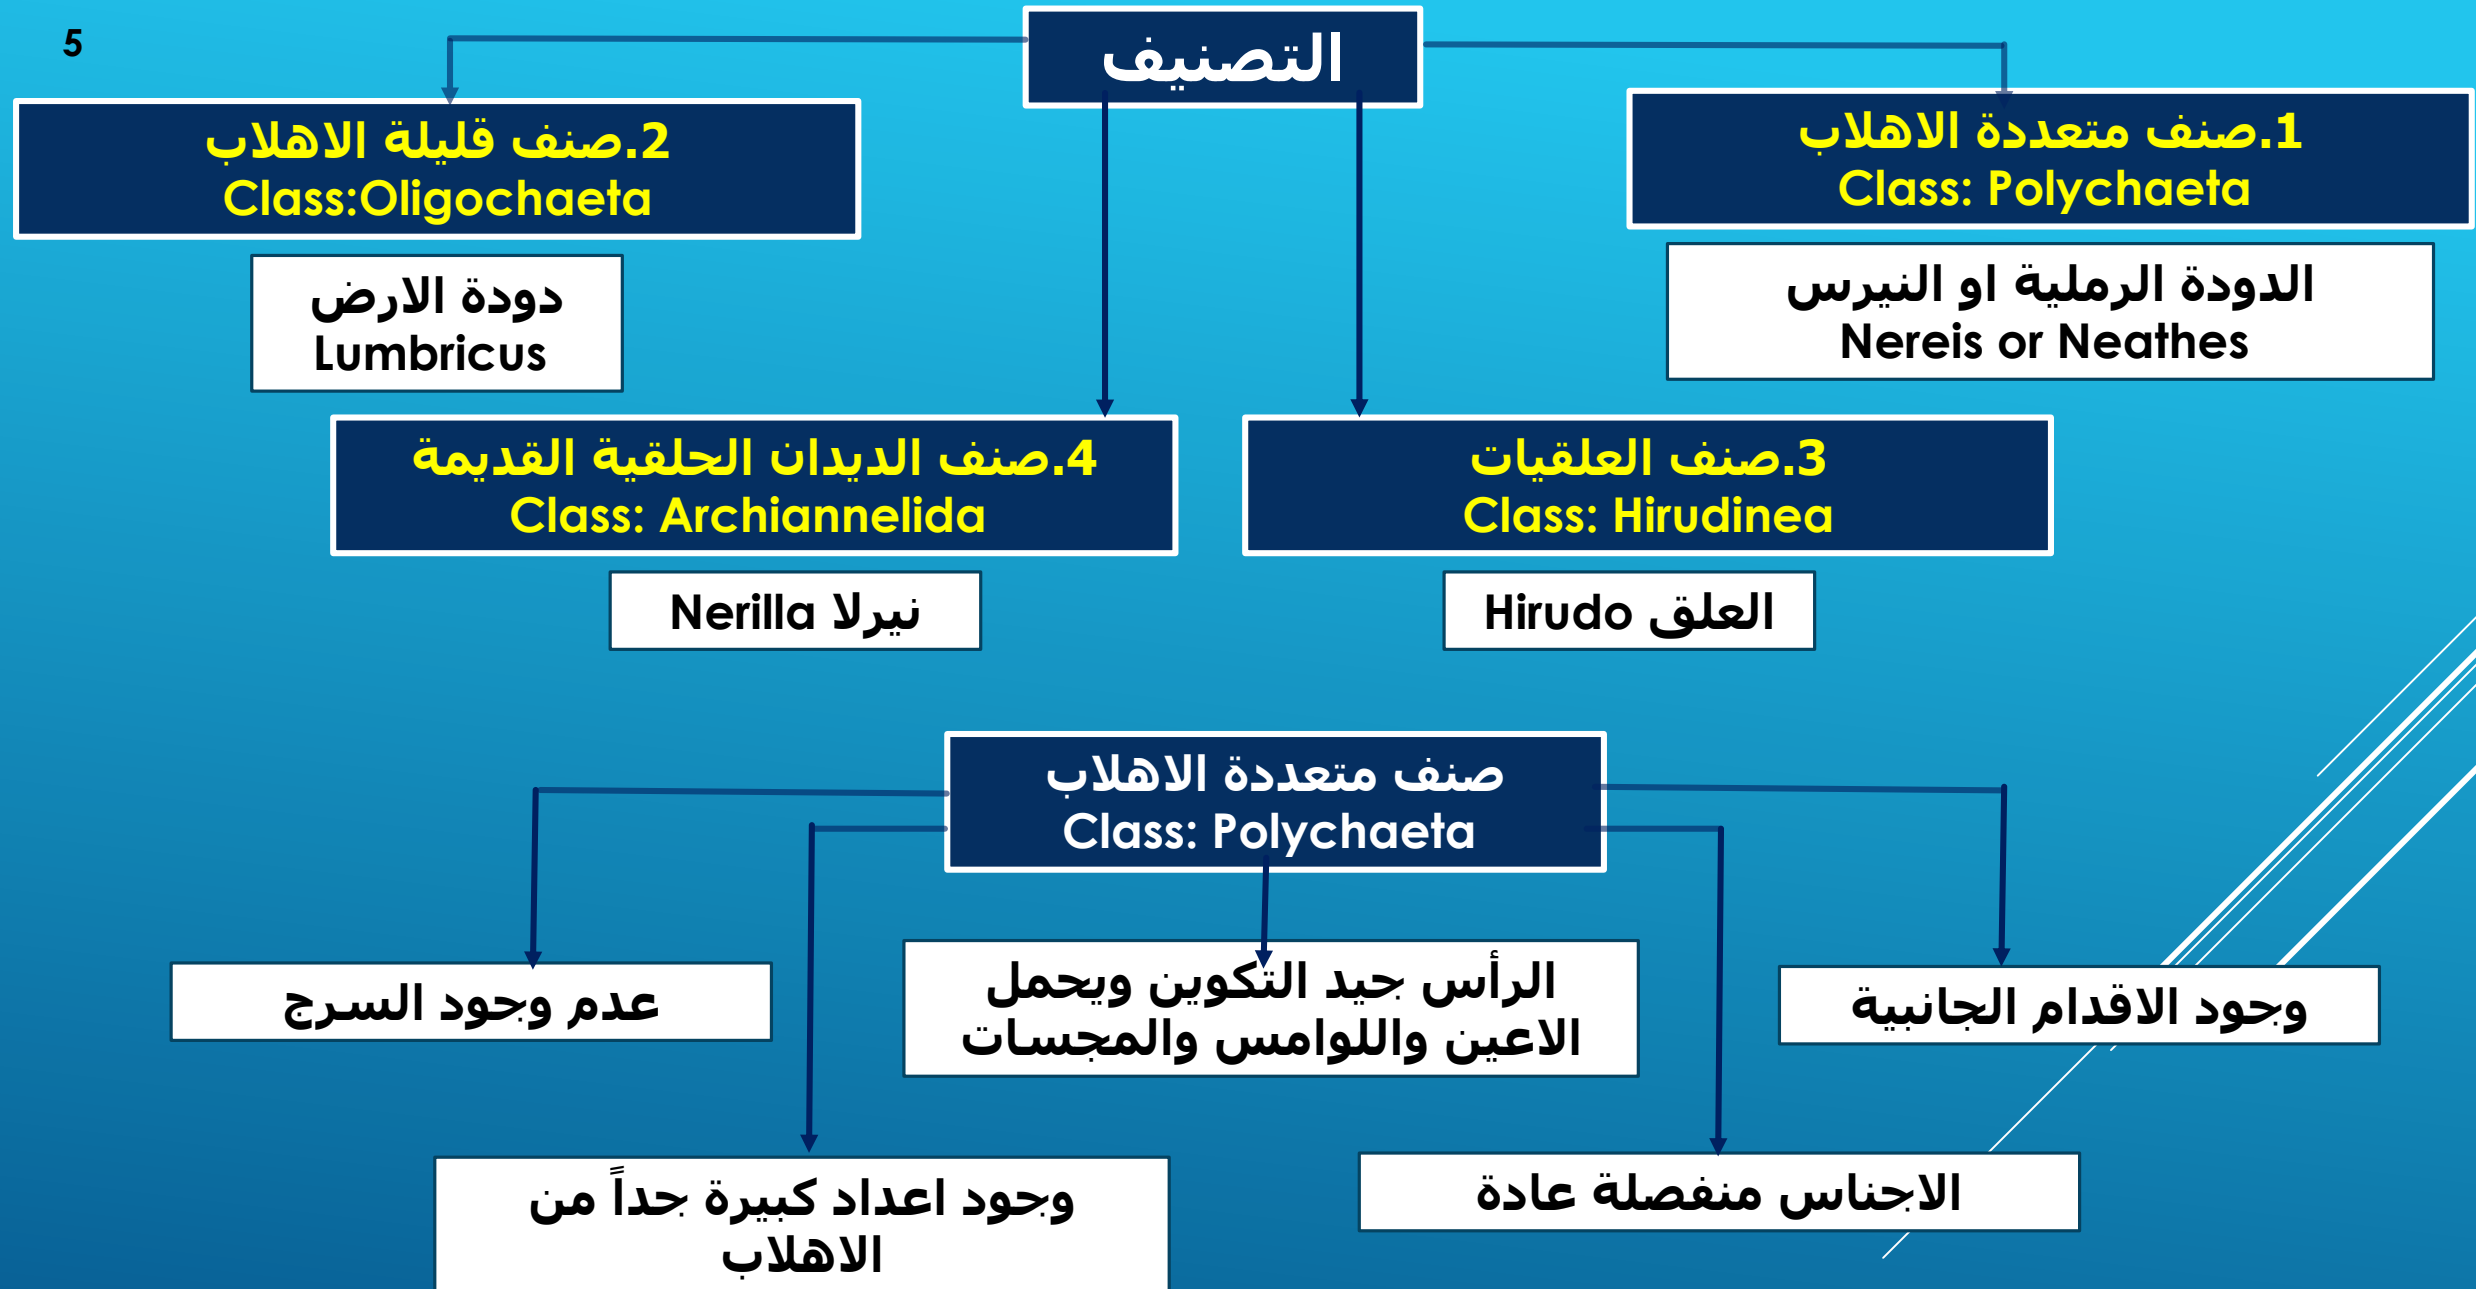 5
التصنيف
1.صنف متعددة الاهلاب
Class: Polychaeta
2.صنف قليلة الاهلاب
Class:Oligochaeta
الدودة الرملية او النيرس
Nereis or Neathes
دودة الارض
Lumbricus
3.صنف العلقيات
Class: Hirudinea
4.صنف الديدان الحلقية القديمة
Class: Archiannelida
العلق Hirudo
نيرلا Nerilla
صنف متعددة الاهلاب
Class: Polychaeta
وجود الاقدام الجانبية
الرأس جيد التكوين ويحمل
الاعين واللوامس والمجسات
عدم وجود السرج
الاجناس منفصلة عادة
وجود اعداد كبيرة جداً من
الاهلاب